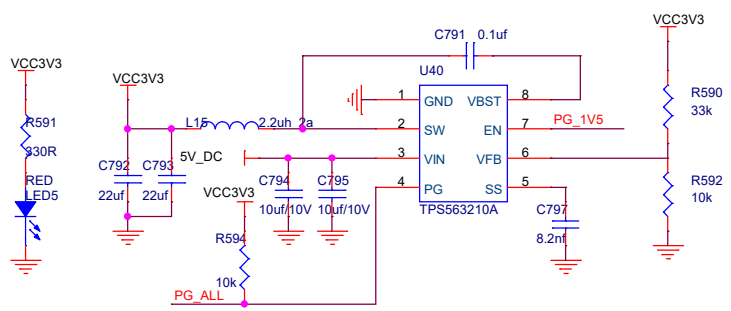 VCC3V3
R591
330R
RED
LED5
VCC3V3
L15
2.2uh 2a
C792
22uf
C793
22uf
5V_DC
C794
10uf/10V
C795
10uf/10V
VCC3V3
R594
10k
PG_ALL
C791 0.1uf
U40
1 GND VBST 8
2 SW EN 7
3 VIN VFB 6
4 PG SS 5
TPS563210A
PG_1V5
C797
8.2nf
VCC3V3
R590
33k
R592
10k